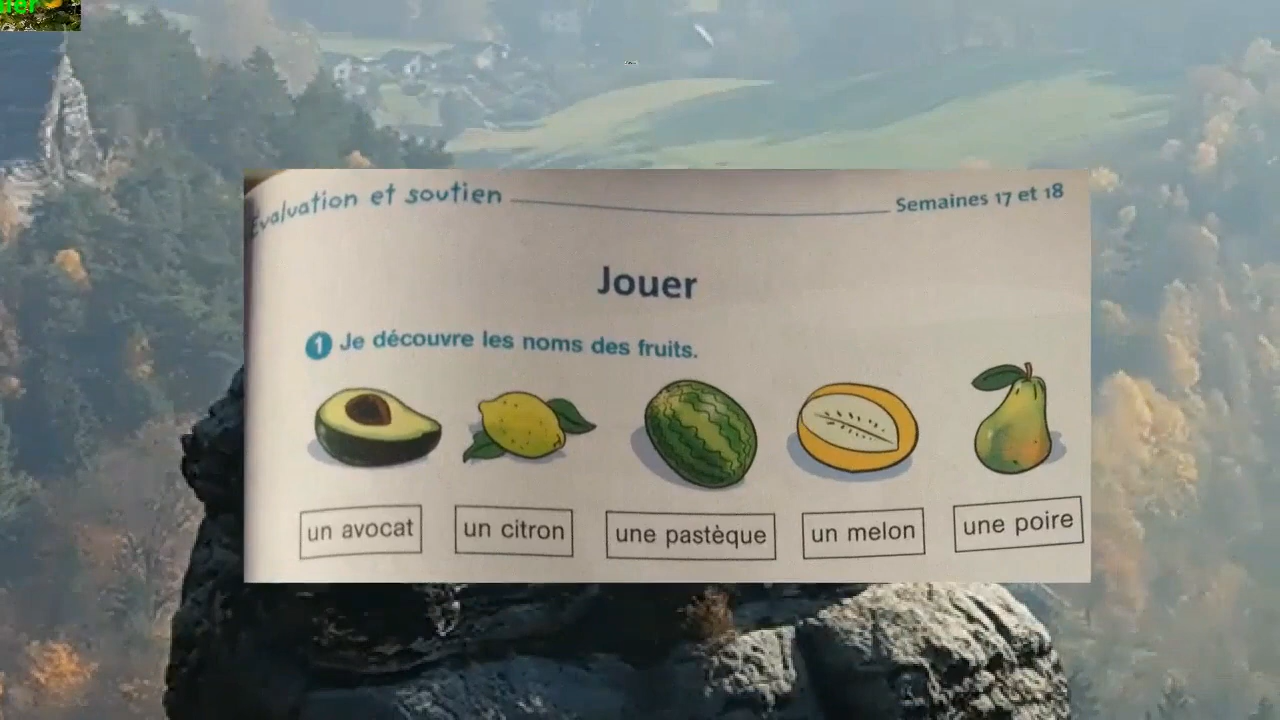 Evaluation et soutien
Semaines 17 et 18
Jouer
1 Je découvre les noms des fruits.
un avocat
un citron
une pastèque
un melon
une poire